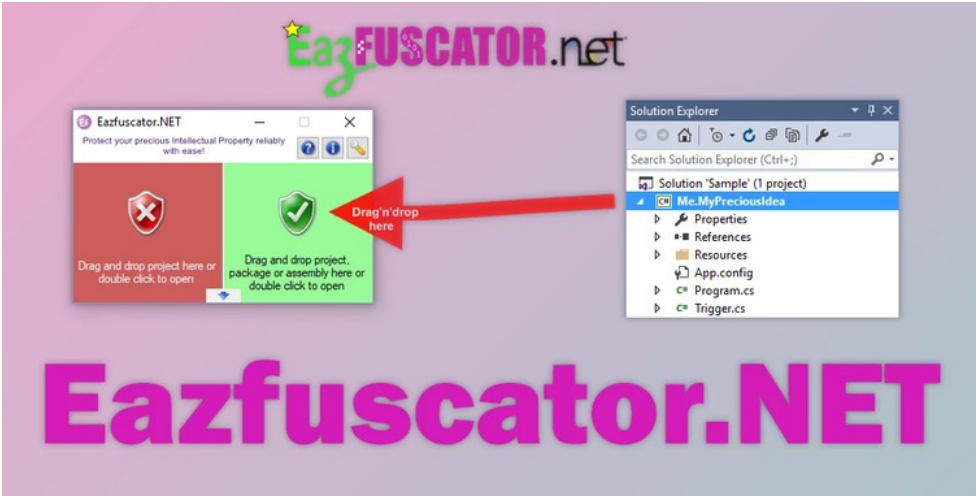 EazFUSCATOR.net
Eazfuscator.NET
Protect your precious Intellectual Property reliably
with ease!
Drag and drop project here or
double click to open
Drag and drop project,
package or assembly here or
double click to open
Drag'n'drop
here
Solution Explorer
Search Solution Explorer (Ctrl+;)
Solution 'Sample' (1 project)
C# Me.MyPreciousIdea
Properties
References
Resources
App.config
C# Program.cs
C# Trigger.cs
Eazfuscator.NET